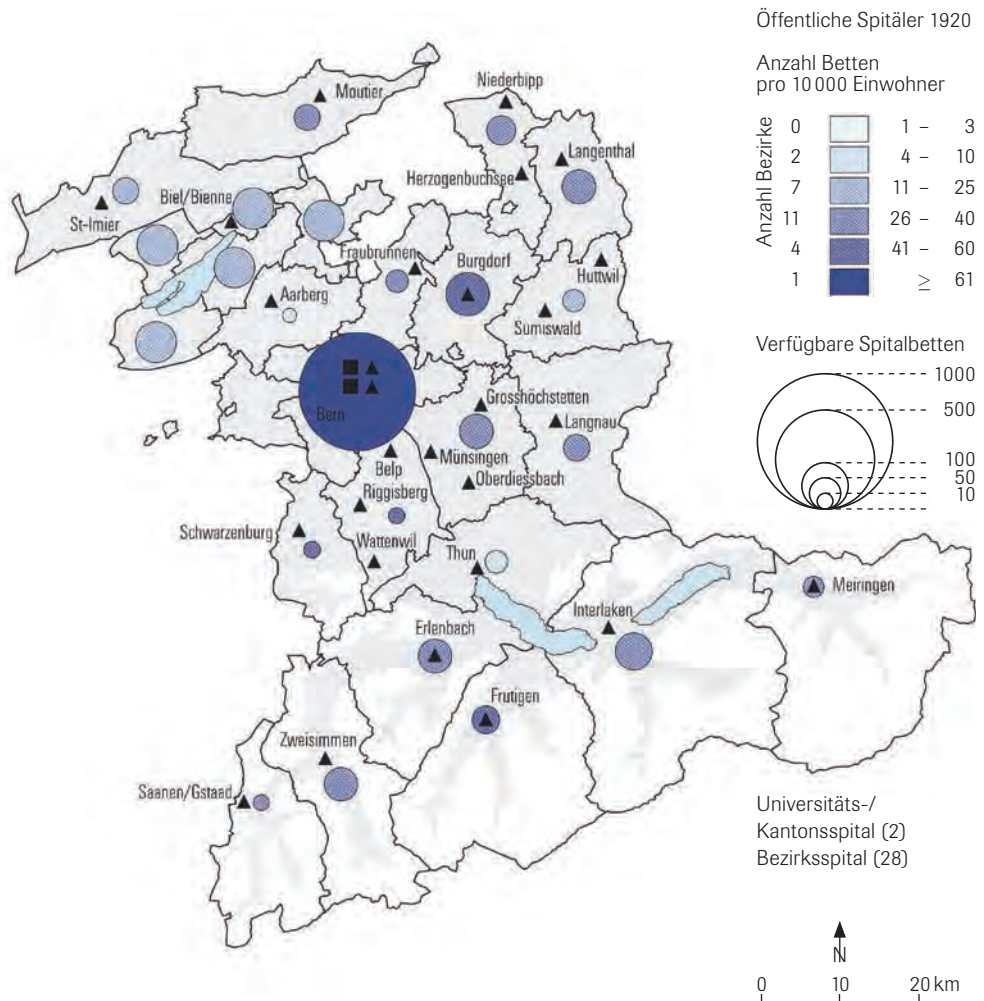 Öffentliche Spitäler 1920
Anzahl Betten
pro 10 000 Einwohner
Anzahl Bezirke
0 1 – 3
2 4 – 10
7 11 – 25
11 26 – 40
4 41 – 60
1 ≥ 61
Verfügbare Spitalbetten
1000
500
100
50
10
Universitäts-/
Kantonsspital (2)
Bezirksspital (28)
N
0 10 20 km
Moutier
Niederbipp
Langenthal
Herzogenbuchsee
Biel/Bienne
St-Imier
Fraubrunnen
Burgdorf
Huttwil
Aarberg
Sumiswald
Bern
Grosshöchstetten
Langnau
Münsingen
Belp
Oberdiessbach
Riggisberg
Schwarzenburg
Wattenwil
Thun
Meiringen
Interlaken
Erlenbach
Frutigen
Zweisimmen
Saanen/Gstaad